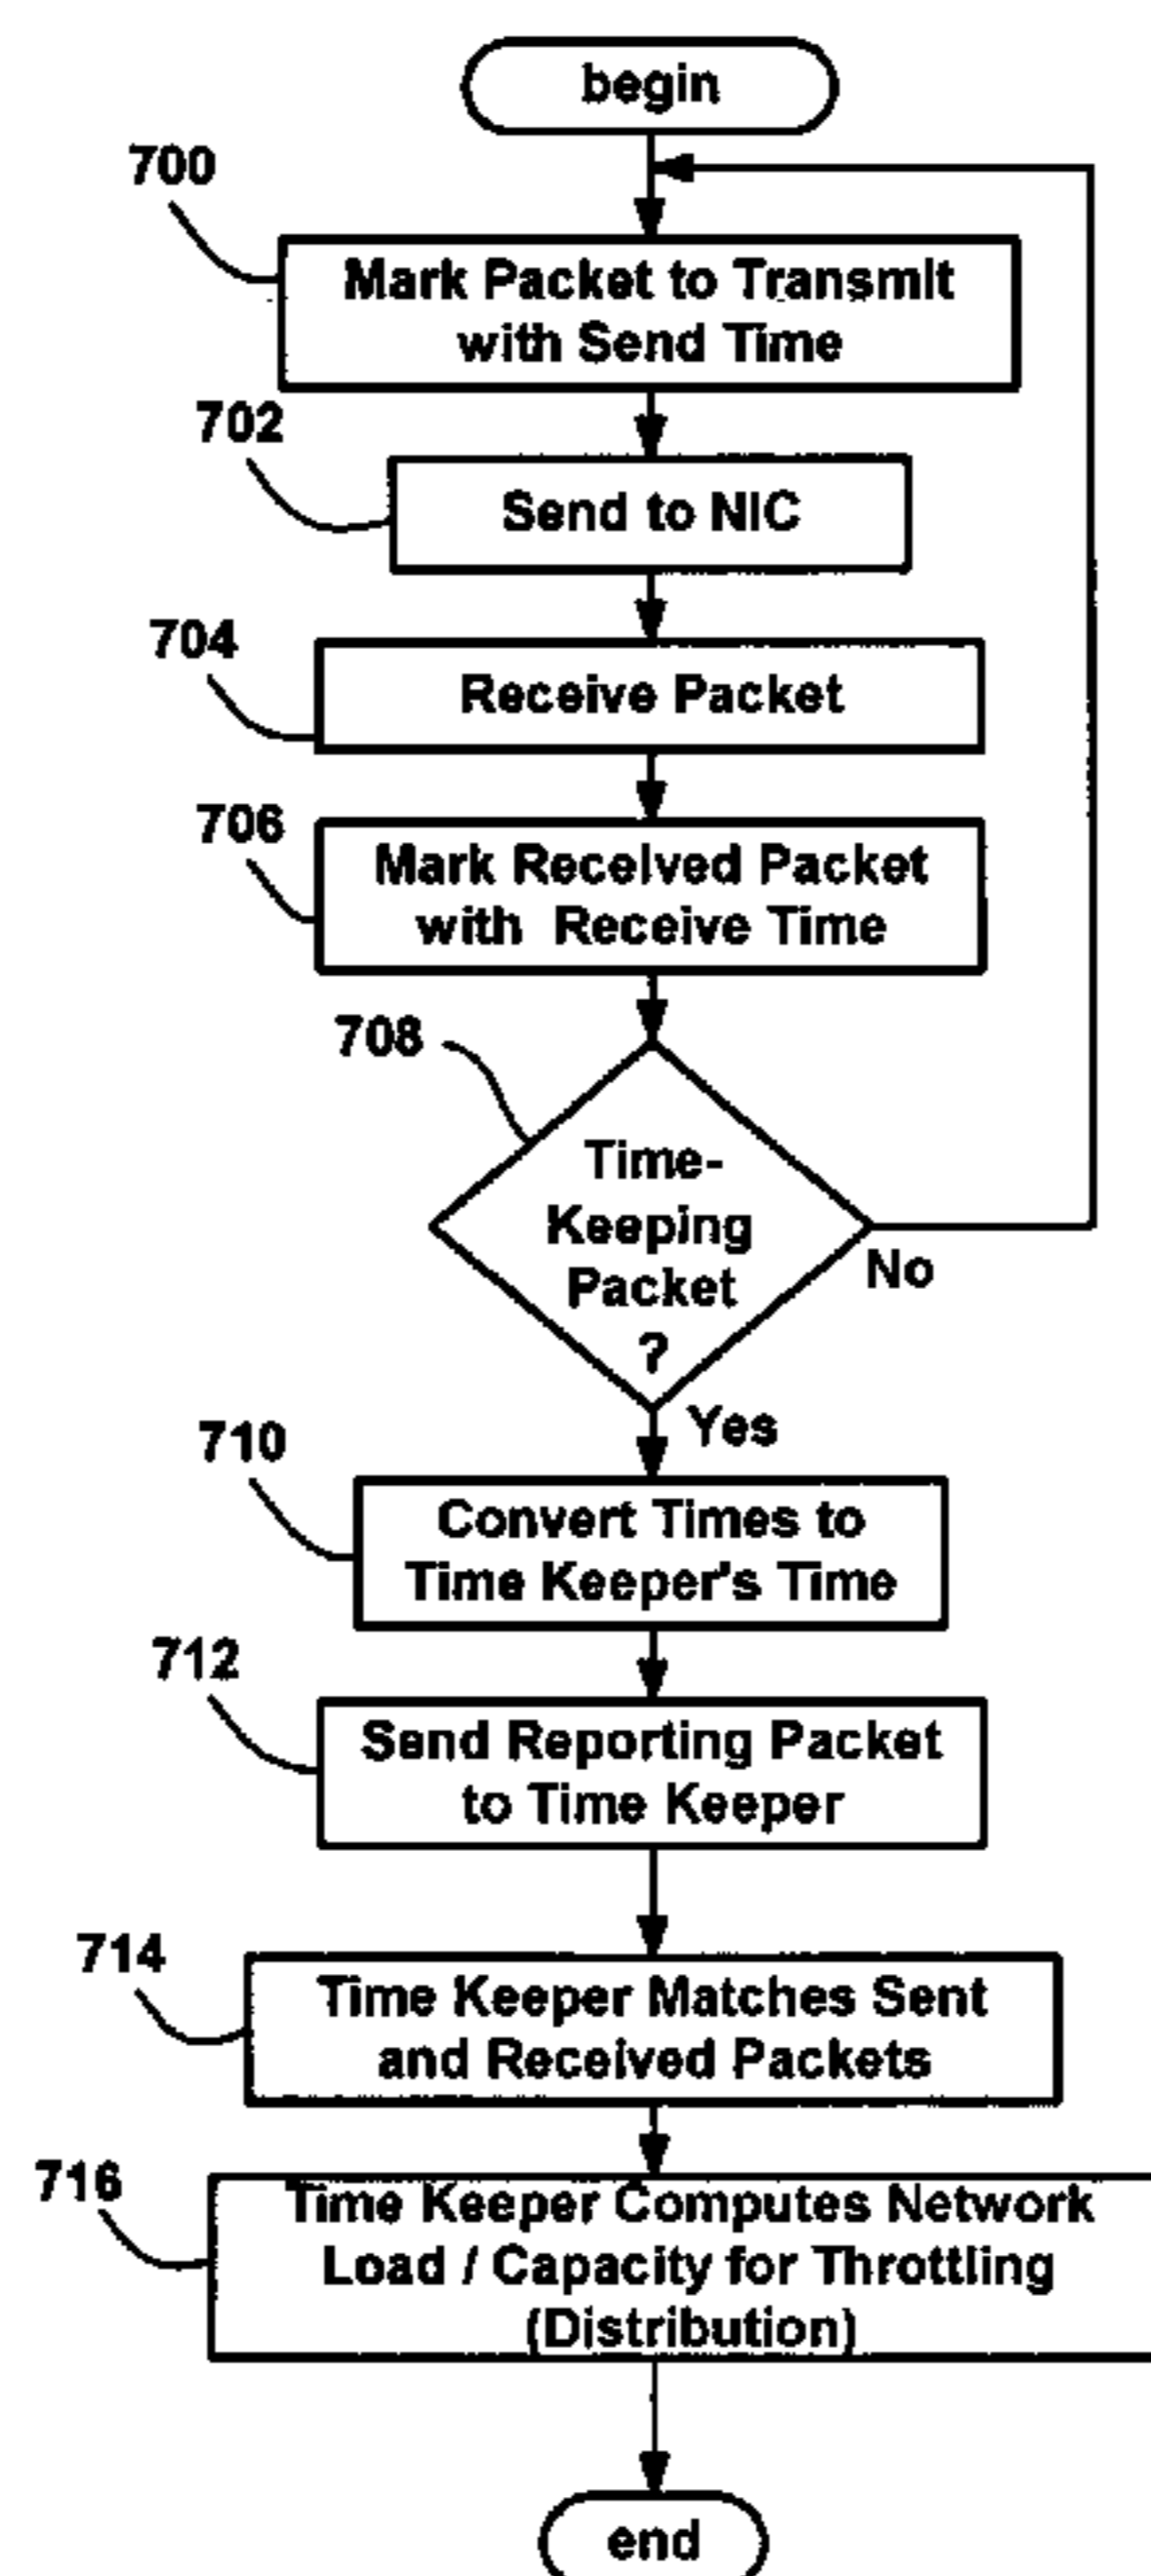 begin
700
Mark Packet to Transmit
with Send Time
702
Send to NIC
704
Receive Packet
706
Mark Received Packet
with Receive Time
708
Time-
Keeping
Packet
?
No
Yes
710
Convert Times to
Time Keeper's Time
712
Send Reporting Packet
to Time Keeper
714
Time Keeper Matches Sent
and Received Packets
716
Time Keeper Computes Network
Load / Capacity for Throttling
(Distribution)
end